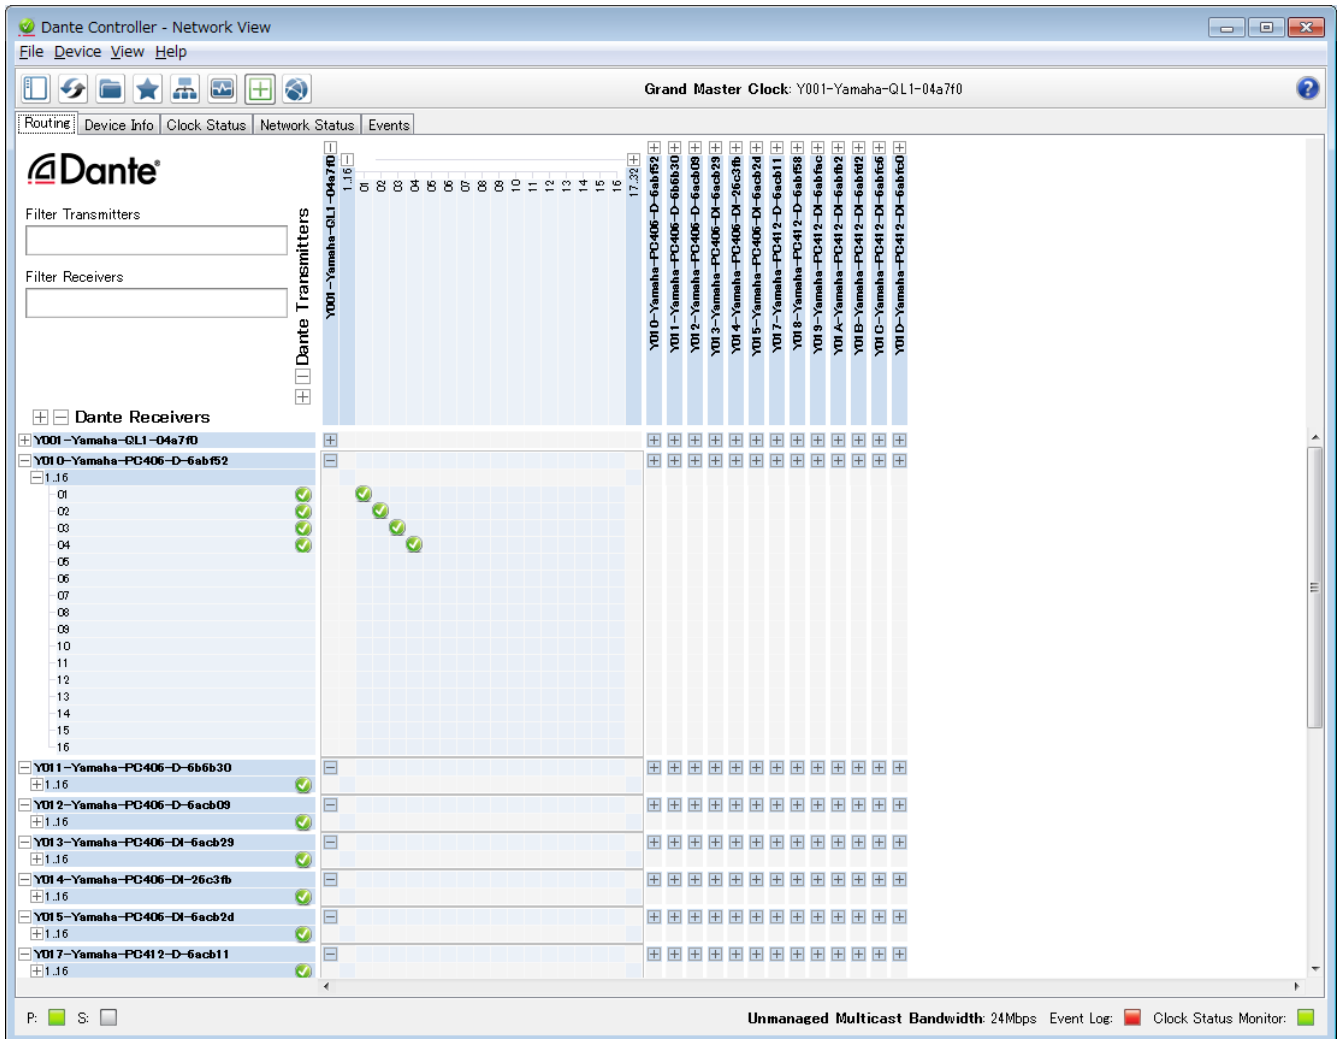 Dante Controller - Network View
File Device View Help
Grand Master Clock: Y001-Yamaha-QL1-04a7f0
Routing Device Info Clock Status Network Status Events
Dante
Filter Transmitters
Filter Receivers
Dante Transmitters
Dante Receivers
Y001-Yamaha-QL1-04a7f0
1..16
01 02 03 04 05 06 07 08 09 10 11 12 13 14 15 16
17..32
Y010-Yamaha-PC406-D-6abf52
Y011-Yamaha-PC406-D-6b6b30
Y012-Yamaha-PC406-D-6acb09
Y013-Yamaha-PC406-DI-6acb29
Y014-Yamaha-PC406-DI-26c3fb
Y015-Yamaha-PC406-DI-6acb2d
Y017-Yamaha-PC412-D-6acb11
Y018-Yamaha-PC412-D-6abf58
Y019-Yamaha-PC412-DI-6abfac
Y01A-Yamaha-PC412-DI-6abfb2
Y01B-Yamaha-PC412-DI-6abfd2
Y01C-Yamaha-PC412-DI-6abfc6
Y01D-Yamaha-PC412-DI-6abfc0
Y001-Yamaha-QL1-04a7f0
Y010-Yamaha-PC406-D-6abf52
1..16
01
02
03
04
05
06
07
08
09
10
11
12
13
14
15
16
Y011-Yamaha-PC406-D-6b6b30
1..16
Y012-Yamaha-PC406-D-6acb09
1..16
Y013-Yamaha-PC406-DI-6acb29
1..16
Y014-Yamaha-PC406-DI-26c3fb
1..16
Y015-Yamaha-PC406-DI-6acb2d
1..16
Y017-Yamaha-PC412-D-6acb11
1..16
P: S: Unmanaged Multicast Bandwidth: 24Mbps Event Log: Clock Status Monitor: